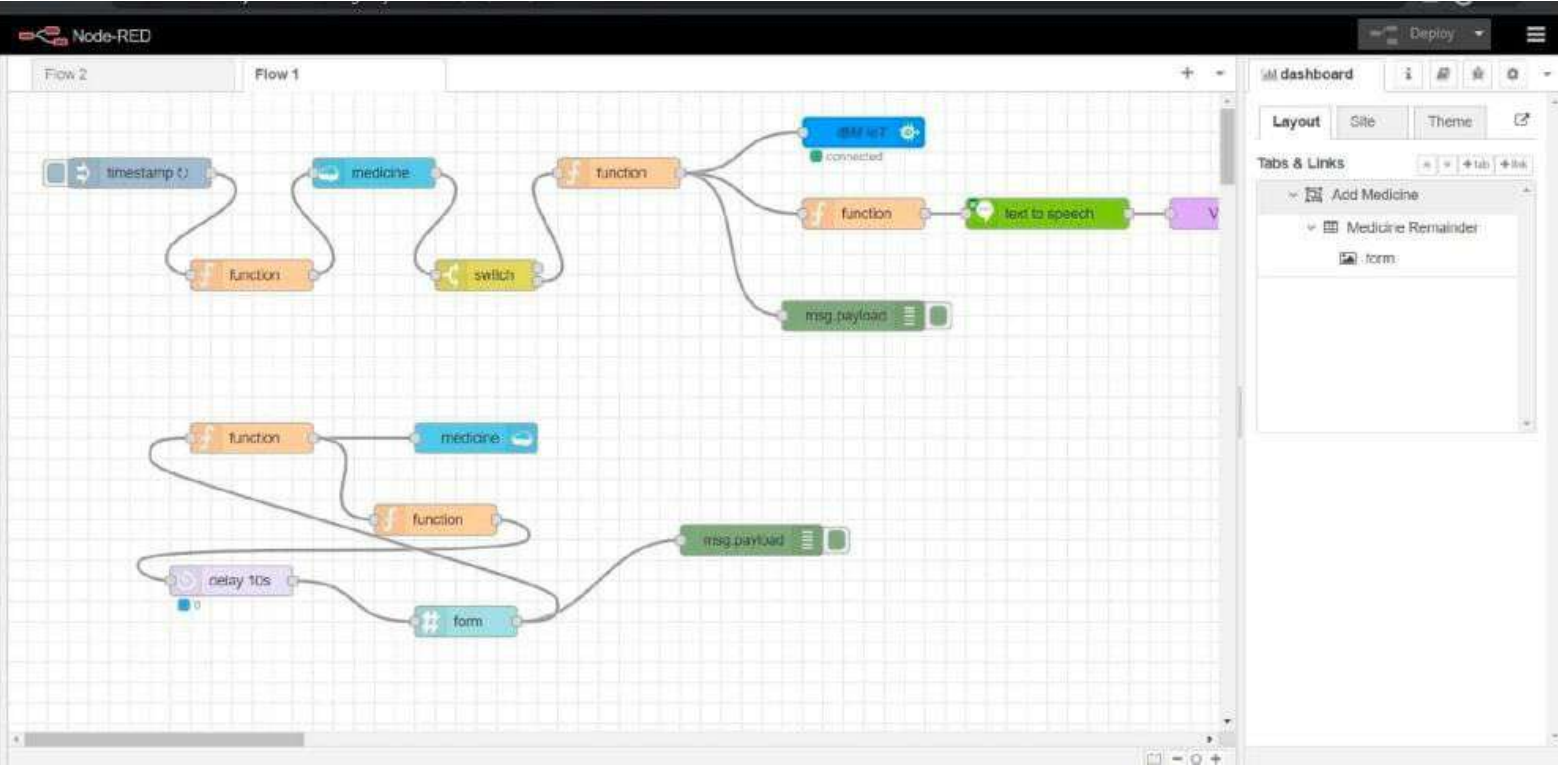 Node-RED
Deploy
Flow 2
Flow 1
dashboard
i
Layout
Site
Theme
Tabs & Links
+ tab
+ link
Add Medicine
Medicine Remainder
form
timestamp ↻
medicine
function
IBM IoT
connected
function
switch
function
text to speech
V
msg.payload
function
medicine
function
msg.payload
delay 10s
0
form